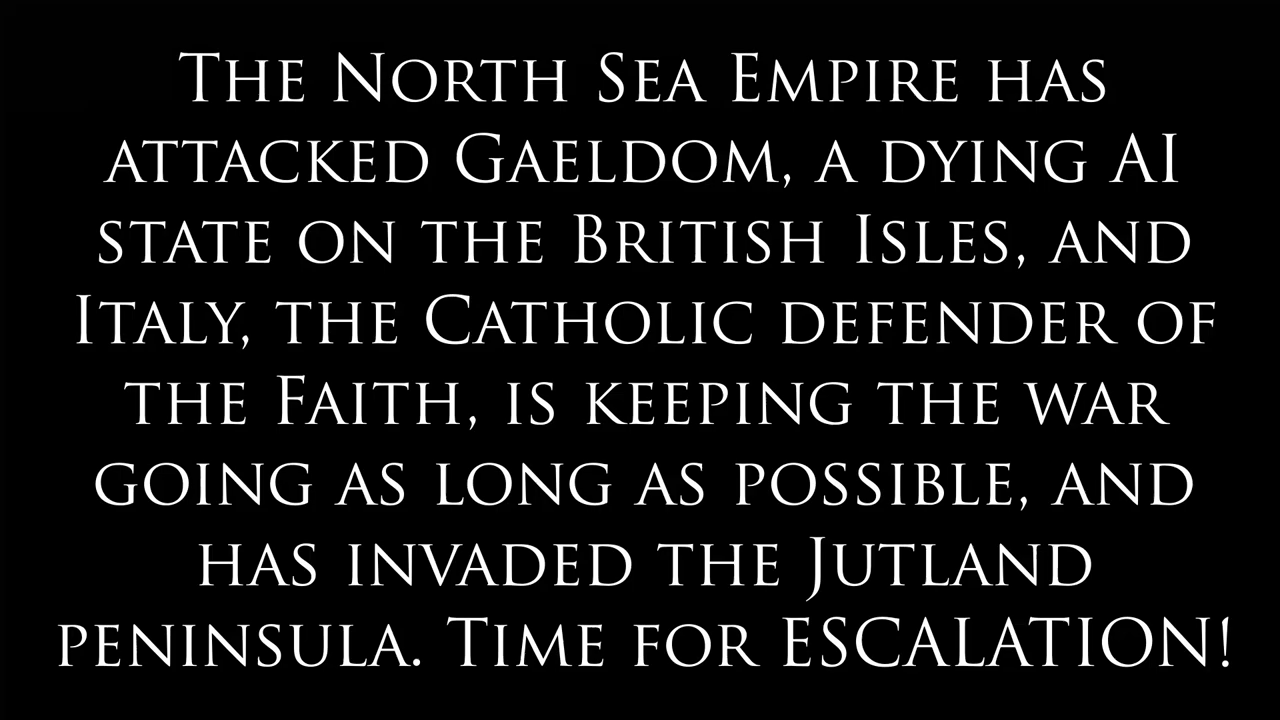 The North Sea Empire has
attacked Gaeldom, a dying AI
state on the British Isles, and
Italy, the Catholic defender of
the Faith, is keeping the war
going as long as possible, and
has invaded the Jutland
peninsula. Time for ESCALATION!